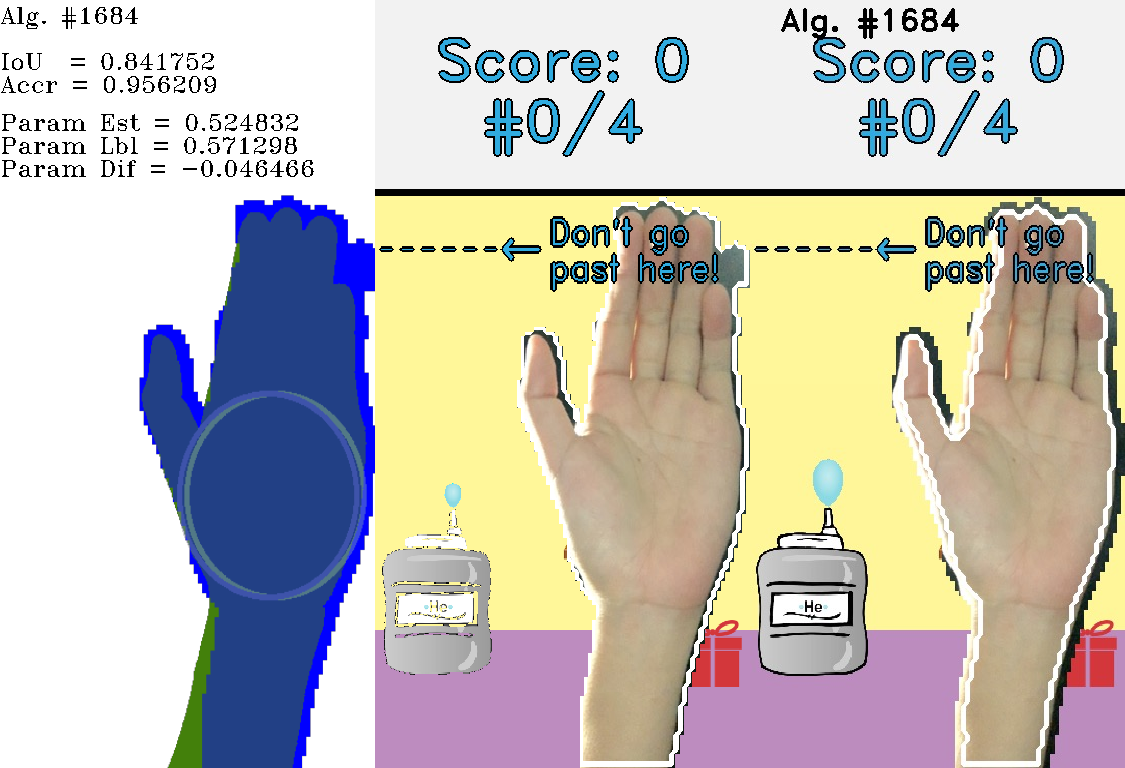 Alg. #1684
IoU = 0.841752
Accr = 0.956209
Param Est = 0.524832
Param Lbl = 0.571298
Param Dif = −0.046466
Score: 0
#0/4
Don't go
past here!
He
Alg. #1684
Score: 0
#0/4
Don't go
past here!
He